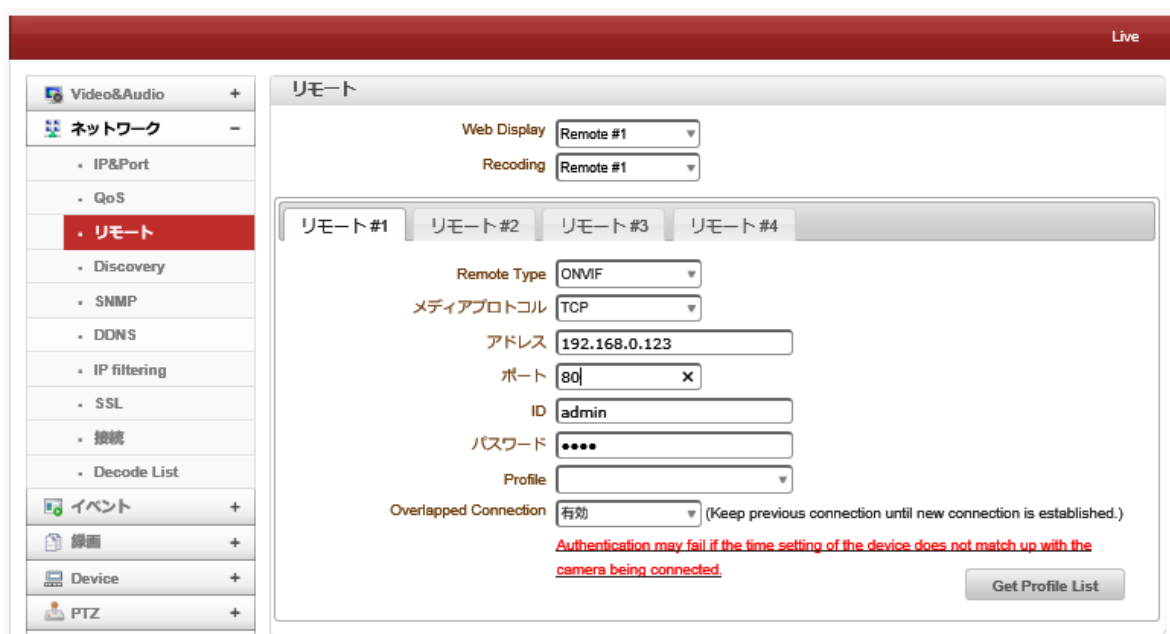 Live
Video&Audio +
ネットワーク −
IP&Port
QoS
リモート
Discovery
SNMP
DDNS
IP filtering
SSL
接続
Decode List
イベント +
録画 +
Device +
PTZ +
リモート
Web Display Remote #1
Recoding Remote #1
リモート#1 リモート#2 リモート#3 リモート#4
Remote Type ONVIF
メディアプロトコル TCP
アドレス 192.168.0.123
ポート 80
ID admin
パスワード ••••
Profile
Overlapped Connection 有効 (Keep previous connection until new connection is established.)
Authentication may fail if the time setting of the device does not match up with the
camera being connected.
Get Profile List